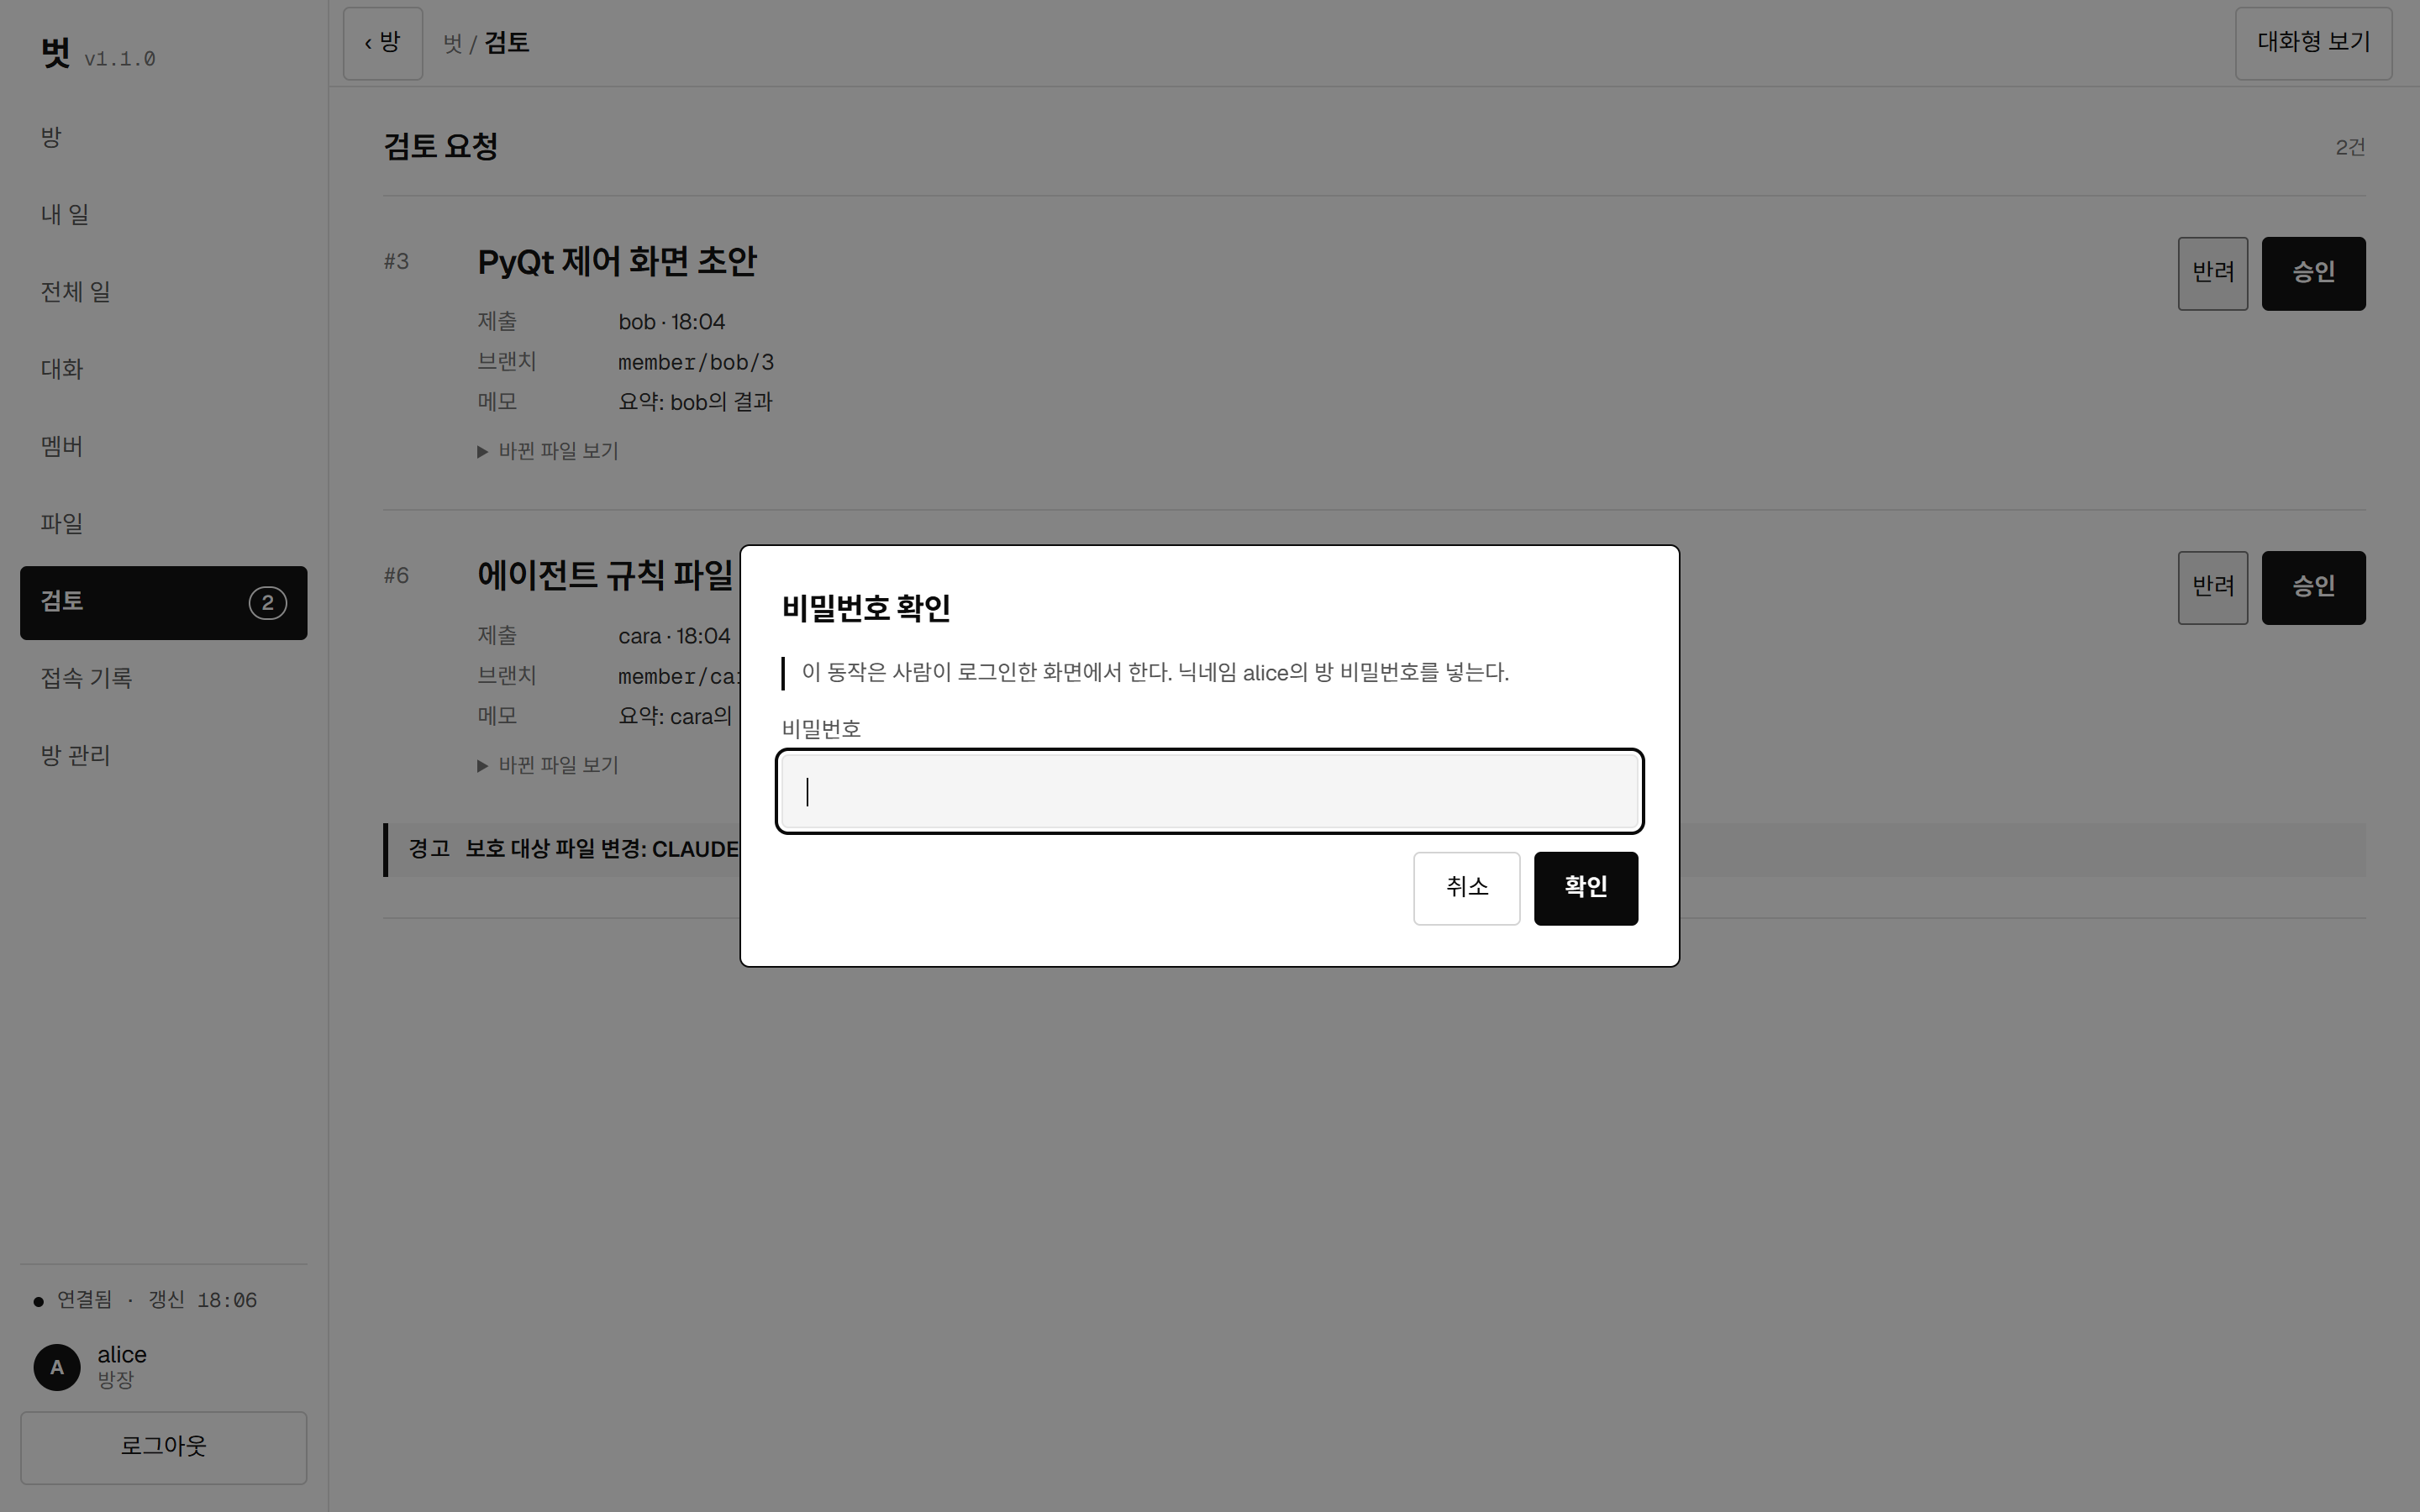 벗 v1.1.0
방
내 일
전체 일
대화
멤버
파일
검토 2
접속 기록
방 관리
연결됨 · 갱신 18:06
A
alice
방장
로그아웃
‹ 방
벗 / 검토
대화형 보기
검토 요청
2건
#3
PyQt 제어 화면 초안
반려
승인
제출 bob · 18:04
브랜치 member/bob/3
메모 요약: bob의 결과
▶ 바뀐 파일 보기
#6
에이전트 규칙 파일
반려
승인
제출 cara · 18:04
브랜치 member/ca
메모 요약: cara의
▶ 바뀐 파일 보기
경고 보호 대상 파일 변경: CLAUDE
비밀번호 확인
이 동작은 사람이 로그인한 화면에서 한다. 닉네임 alice의 방 비밀번호를 넣는다.
비밀번호
취소
확인